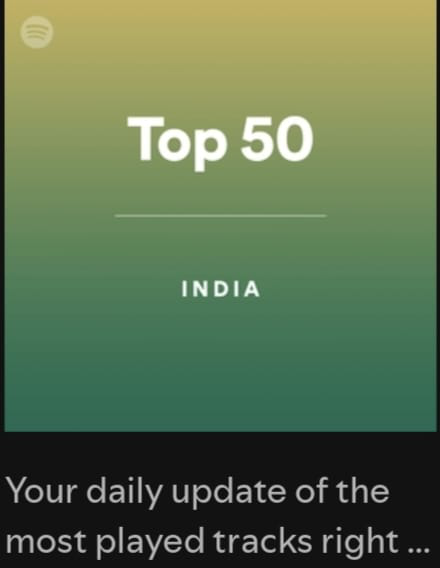 Top 50
INDIA
Your daily update of the
most played tracks right ...